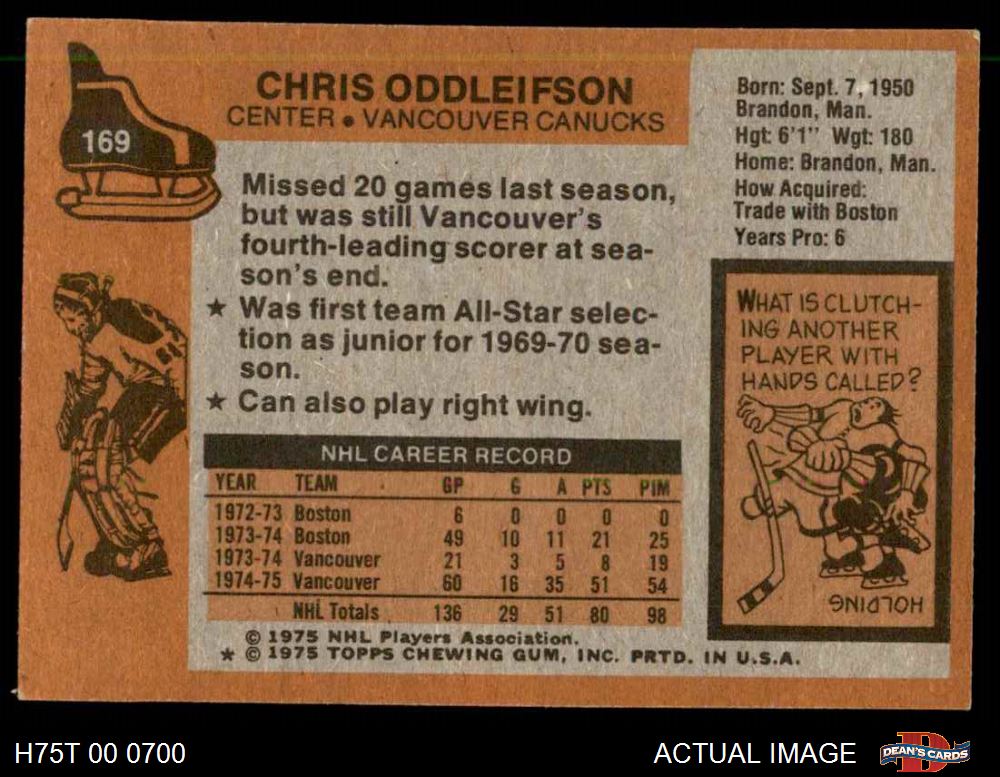 169
CHRIS ODDLEIFSON
CENTER • VANCOUVER CANUCKS
Missed 20 games last season,
but was still Vancouver's
fourth-leading scorer at sea-
son's end.
★ Was first team All-Star selec-
tion as junior for 1969-70 sea-
son.
★ Can also play right wing.
Born: Sept. 7, 1950
Brandon, Man.
Hgt: 6'1" Wgt: 180
Home: Brandon, Man.
How Acquired:
Trade with Boston
Years Pro: 6
WHAT IS CLUTCH-
ING ANOTHER
PLAYER WITH
HANDS CALLED?
HOLDING
NHL CAREER RECORD
YEAR TEAM GP G A PTS PIM
1972-73 Boston 6 0 0 0 0
1973-74 Boston 49 10 11 21 25
1973-74 Vancouver 21 3 5 8 19
1974-75 Vancouver 60 16 35 51 54
NHL Totals 136 29 51 80 98
© 1975 NHL Players Association.
★ © 1975 TOPPS CHEWING GUM, INC. PRTD. IN U.S.A.
H75T 00 0700
ACTUAL IMAGE
DEAN'S CARDS